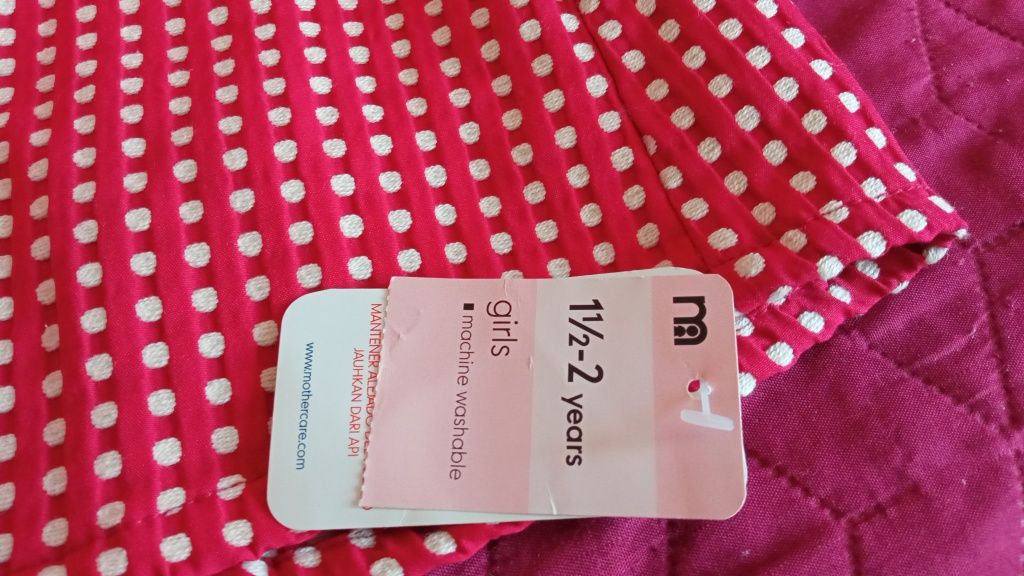 m
1½-2 years
girls
▪ machine washable
MANTENER ALEJADO
JAUHKAN DARI API
www.mothercare.com